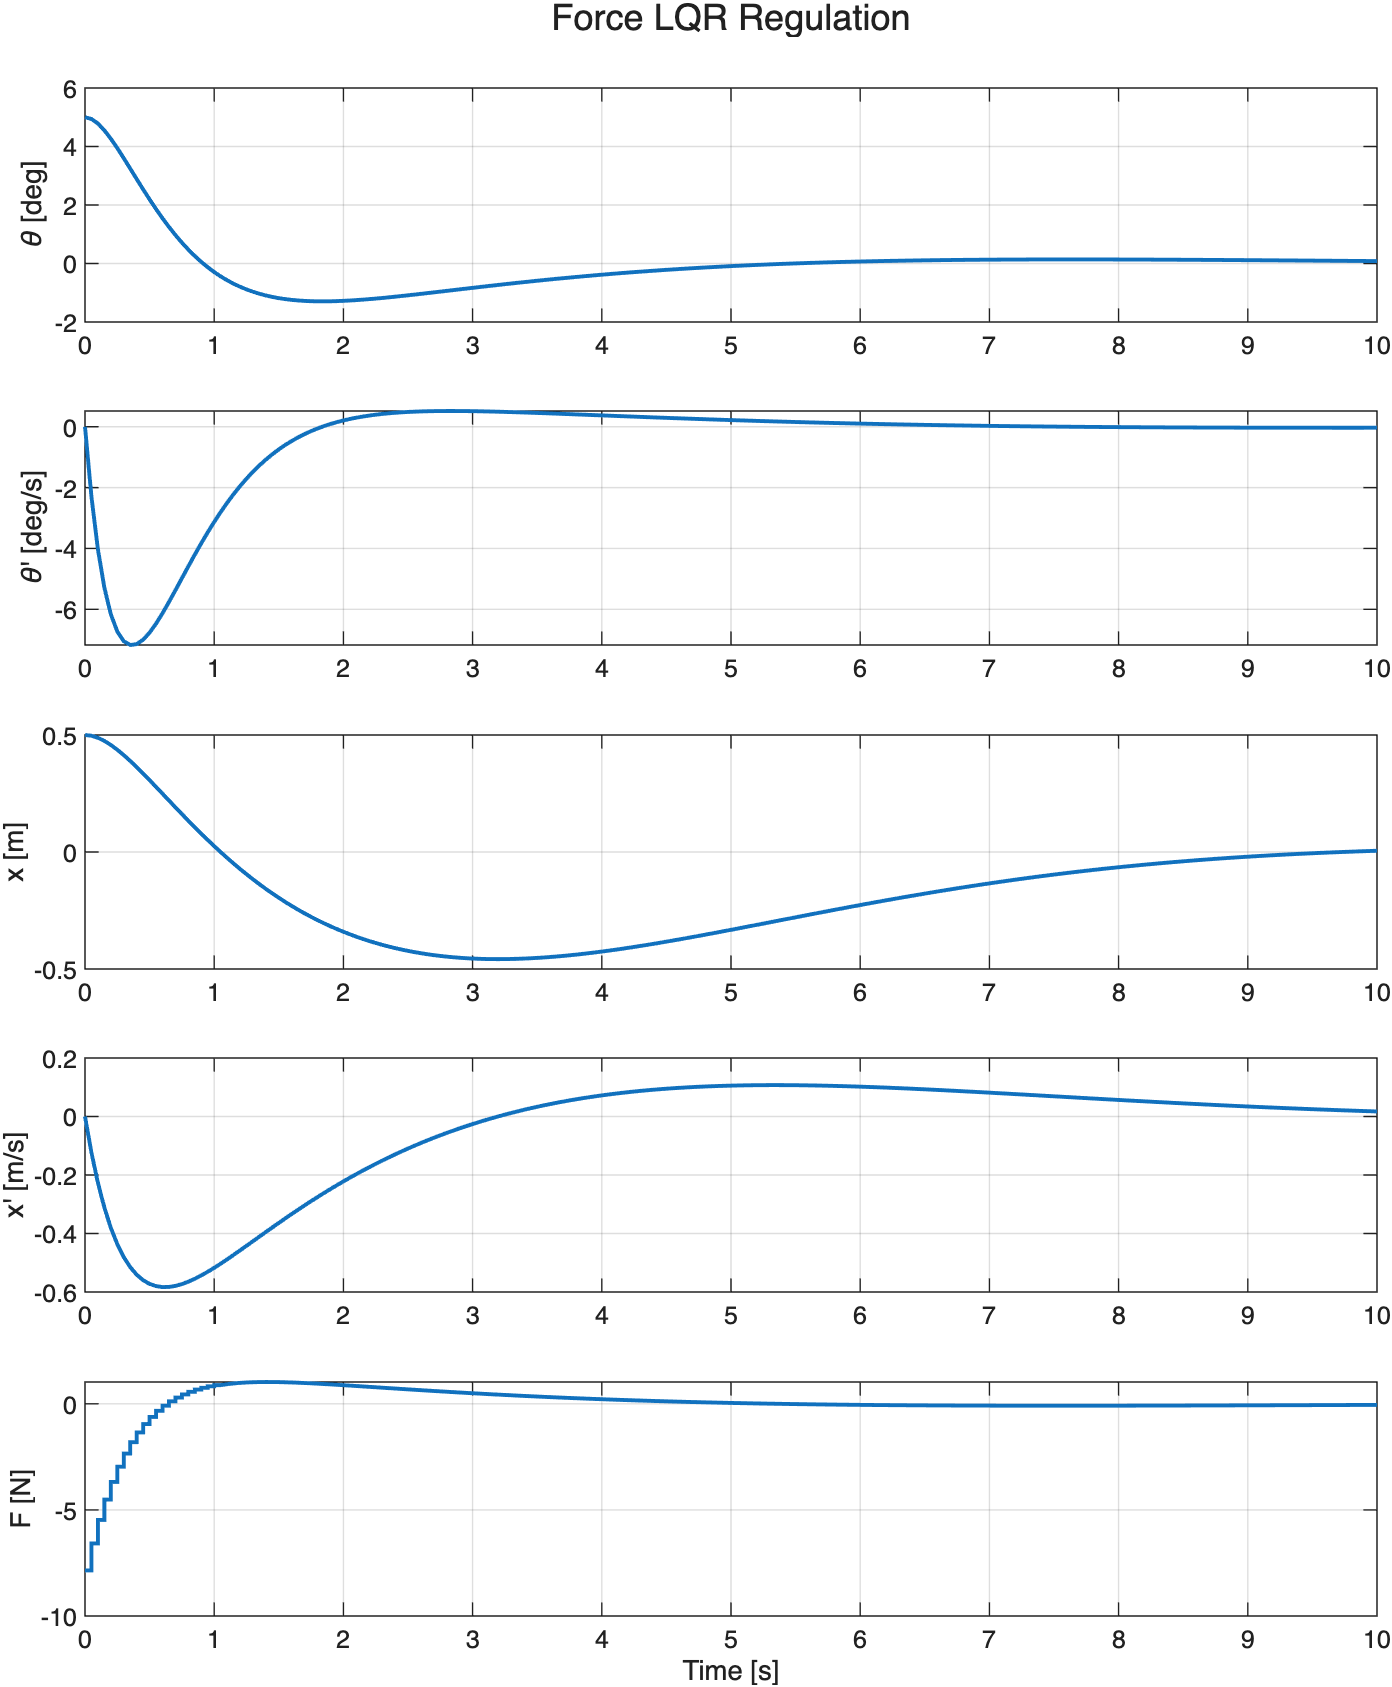 Force LQR Regulation
6
4
2
0
-2
θ [deg]
0 1 2 3 4 5 6 7 8 9 10
0
-2
-4
-6
θ' [deg/s]
0 1 2 3 4 5 6 7 8 9 10
0.5
0
-0.5
x [m]
0 1 2 3 4 5 6 7 8 9 10
0.2
0
-0.2
-0.4
-0.6
x' [m/s]
0 1 2 3 4 5 6 7 8 9 10
0
-5
-10
F [N]
0 1 2 3 4 5 6 7 8 9 10
Time [s]